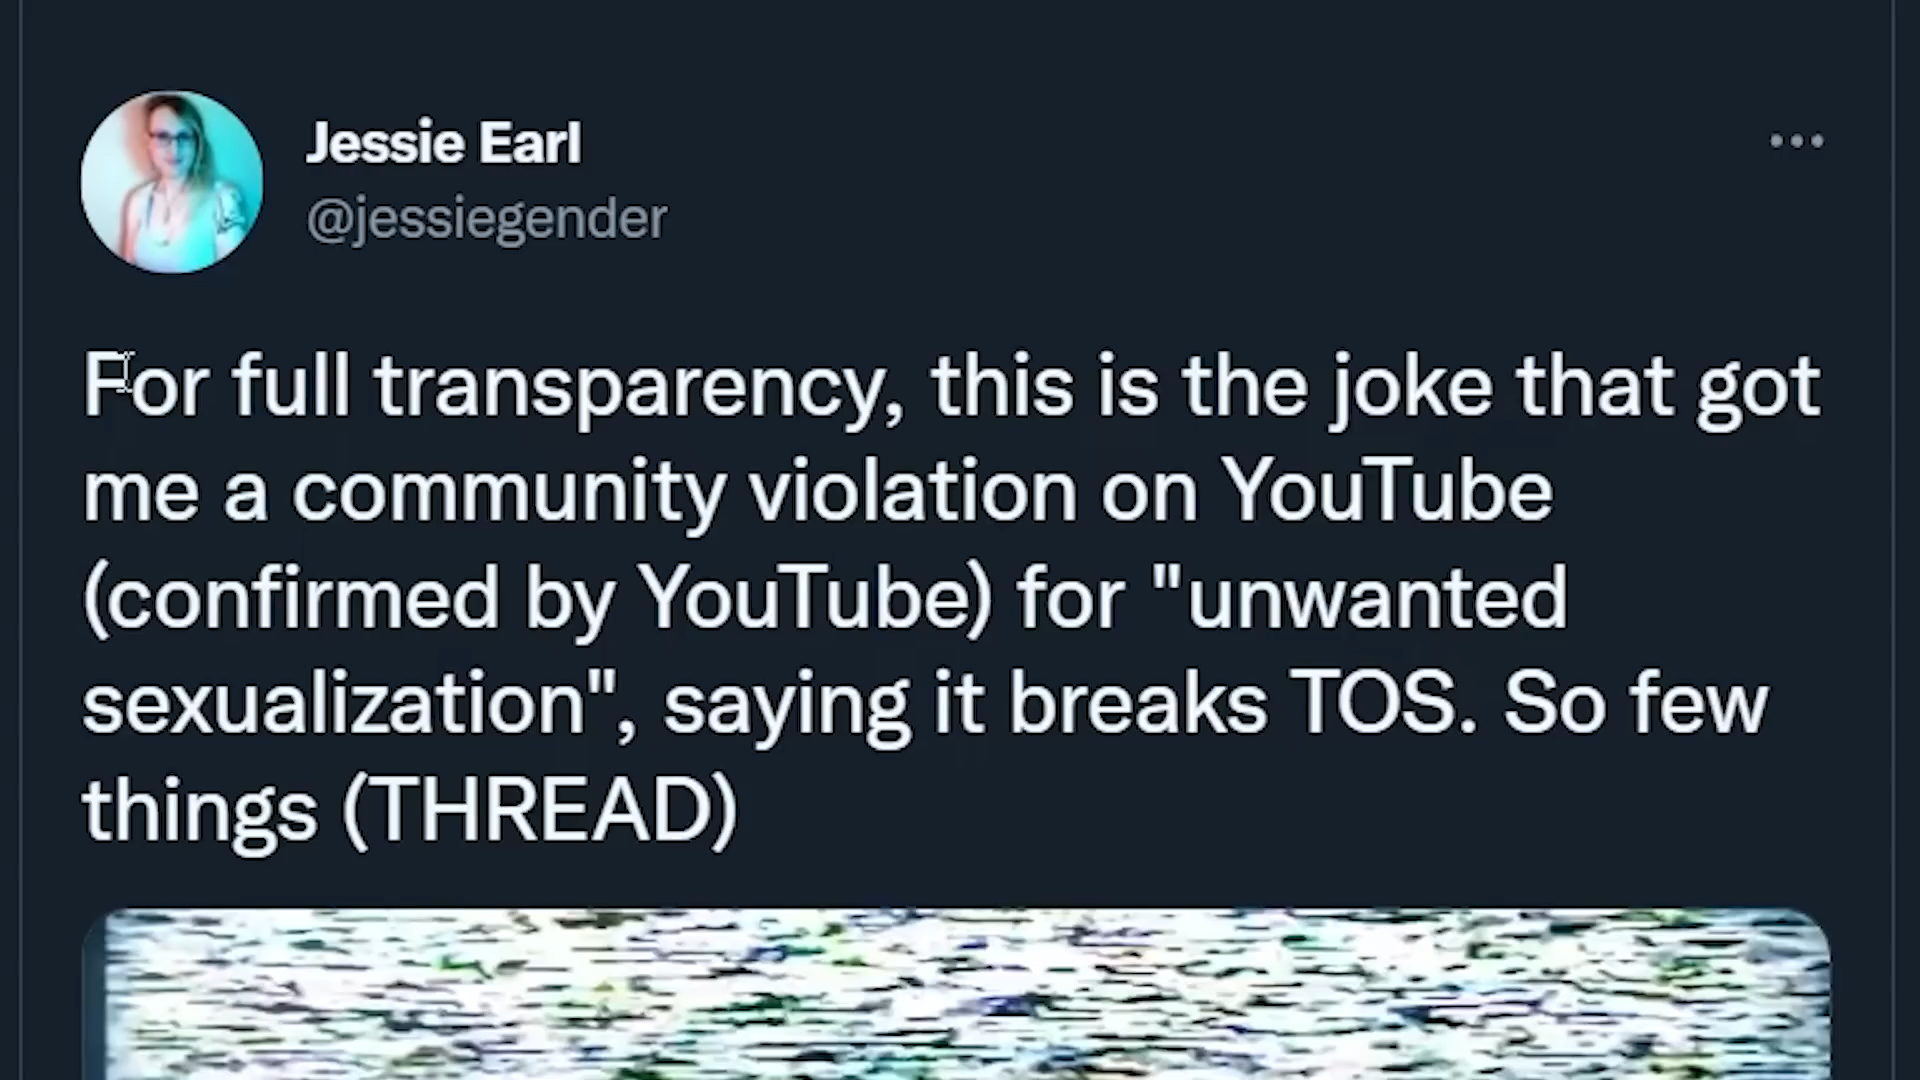 Jessie Earl
@jessiegender
For full transparency, this is the joke that got
me a community violation on YouTube
(confirmed by YouTube) for "unwanted
sexualization", saying it breaks TOS. So few
things (THREAD)